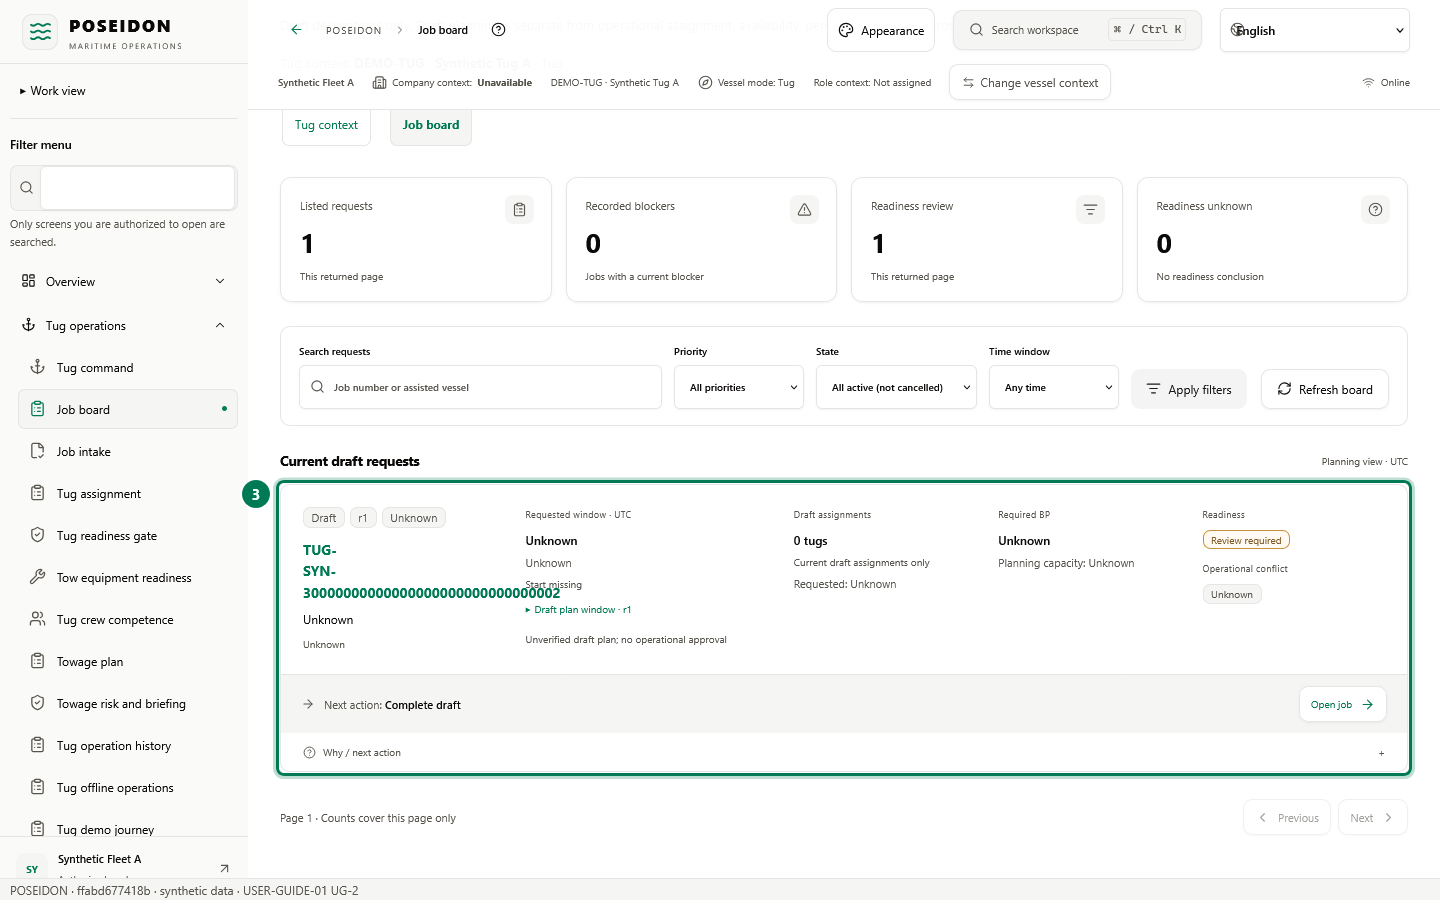 POSEIDON
MARITIME OPERATIONS
Work view
Filter menu
Only screens you are authorized to open are
searched.
Overview
Tug operations
Tug command
Job board
Job intake
Tug assignment
Tug readiness gate
Tow equipment readiness
Tug crew competence
Towage plan
Towage risk and briefing
Tug operation history
Tug offline operations
Tug demo journey
SY
Synthetic Fleet A
POSEIDON
Job board
Appearance
Search workspace
⌘ / Ctrl K
English
Synthetic Fleet A
Company context: Unavailable
DEMO-TUG · Synthetic Tug A
Vessel mode: Tug
Role context: Not assigned
Change vessel context
Online
Tug context
Job board
Listed requests
1
This returned page
Recorded blockers
0
Jobs with a current blocker
Readiness review
1
This returned page
Readiness unknown
0
No readiness conclusion
Search requests
Job number or assisted vessel
Priority
All priorities
State
All active (not cancelled)
Time window
Any time
Apply filters
Refresh board
Current draft requests
Planning view · UTC
3
Draft
r1
Unknown
TUG-
SYN-
Unknown
Unknown
Requested window · UTC
Unknown
Unknown
Start missing
Draft plan window · r1
Unverified draft plan; no operational approval
Draft assignments
0 tugs
Current draft assignments only
Requested: Unknown
Required BP
Unknown
Planning capacity: Unknown
Readiness
Review required
Operational conflict
Unknown
Next action: Complete draft
Open job
Why / next action
+
Page 1 · Counts cover this page only
Previous
Next
POSEIDON · ffabd677418b · synthetic data · USER-GUIDE-01 UG-2